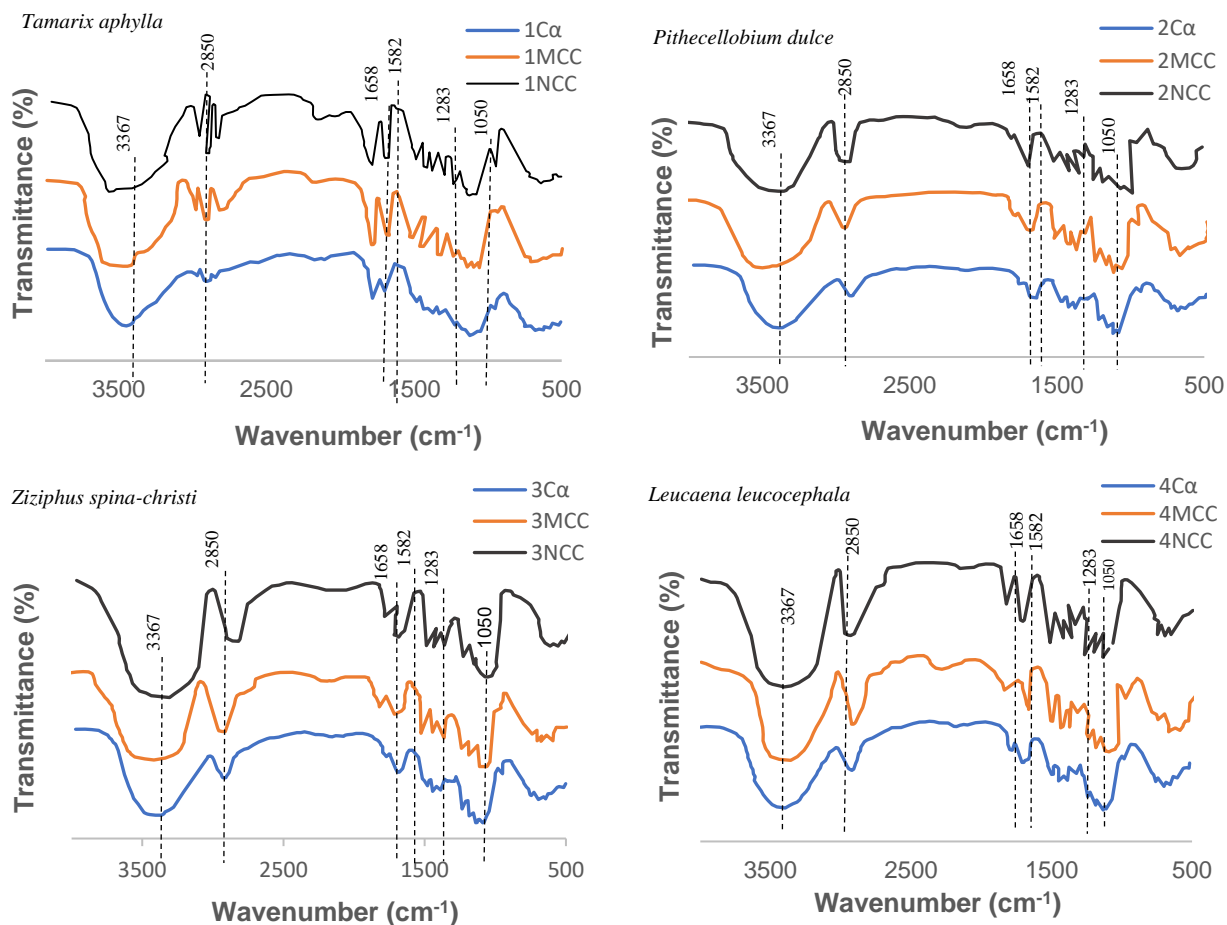 Tamarix aphylla
1Cα
1MCC
1NCC
2850
1658
1582
1283
1050
3367
Transmittance (%)
3500
2500
1500
500
Wavenumber (cm-1)
Pithecellobium dulce
2Cα
2MCC
2NCC
2850
1658
1582
1283
1050
3367
Transmittance (%)
3500
2500
1500
500
Wavenumber (cm-1)
Ziziphus spina-christi
3Cα
3MCC
3NCC
2850
1658
1582
1283
1050
3367
Transmittance (%)
3500
2500
1500
500
Wavenumber (cm-1)
Leucaena leucocephala
4Cα
4MCC
4NCC
2850
1658
1582
1283
1050
3367
Transmittance (%)
3500
2500
1500
500
Wavenumber (cm-1)